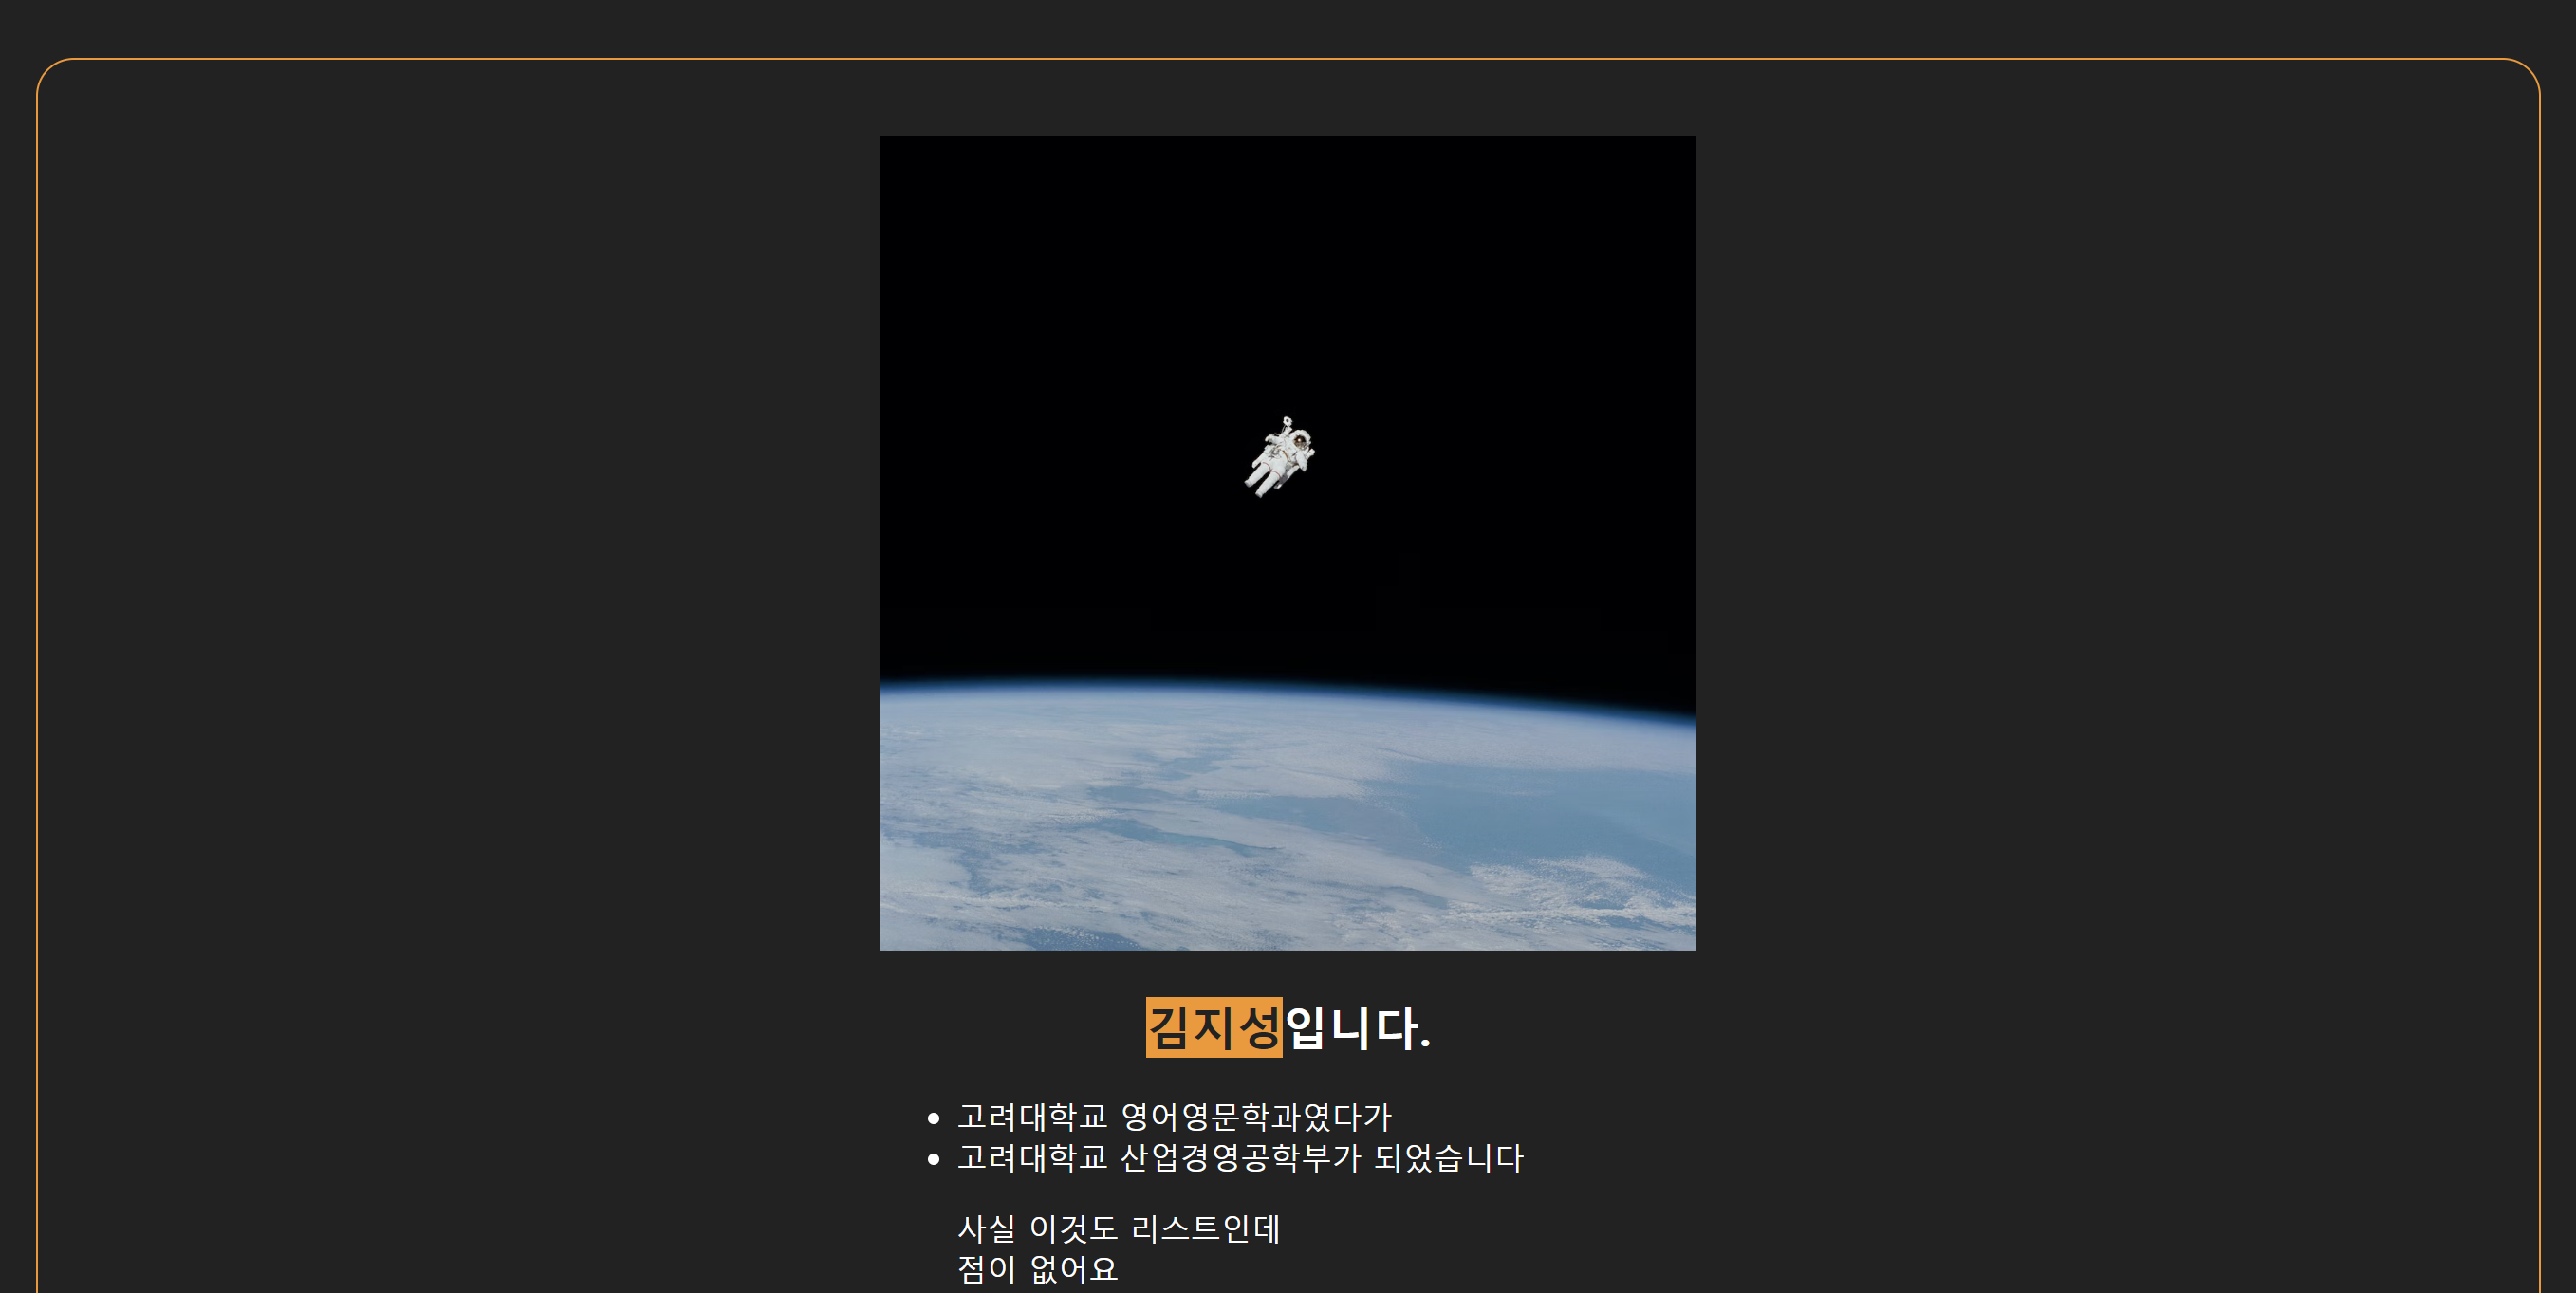 김지성입니다.
고려대학교 영어영문학과였다가
고려대학교 산업경영공학부가 되었습니다
사실 이것도 리스트인데
점이 없어요